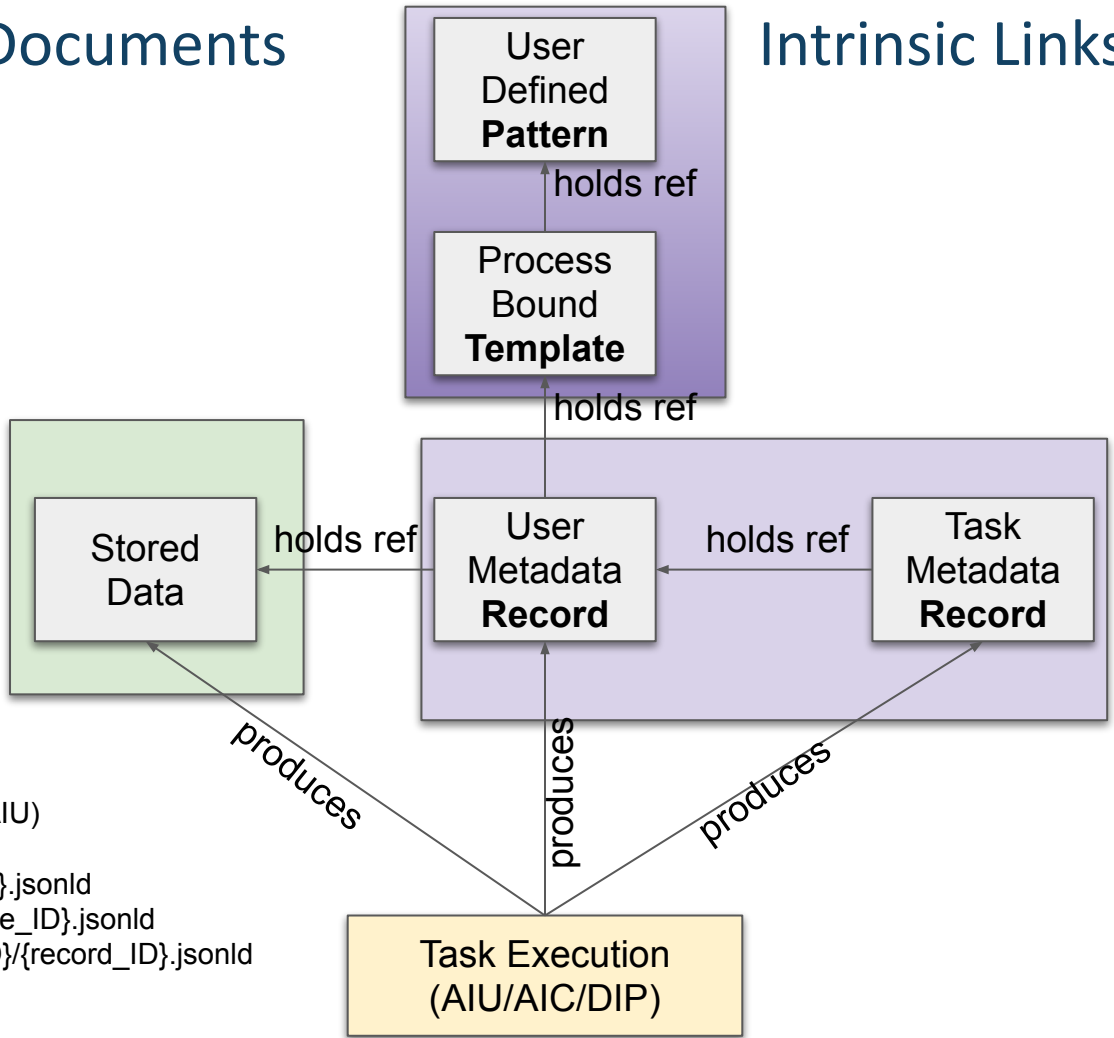 Documents
Intrinsic Links
User
Defined
Pattern
holds ref
Process
Bound
Template
holds ref
Stored
Data
holds ref
User
Metadata
Record
holds ref
Task
Metadata
Record
produces
produces
produces
IU)
}.jsonld
e_ID}.jsonld
}/{record_ID}.jsonld
Task Execution
(AIU/AIC/DIP)